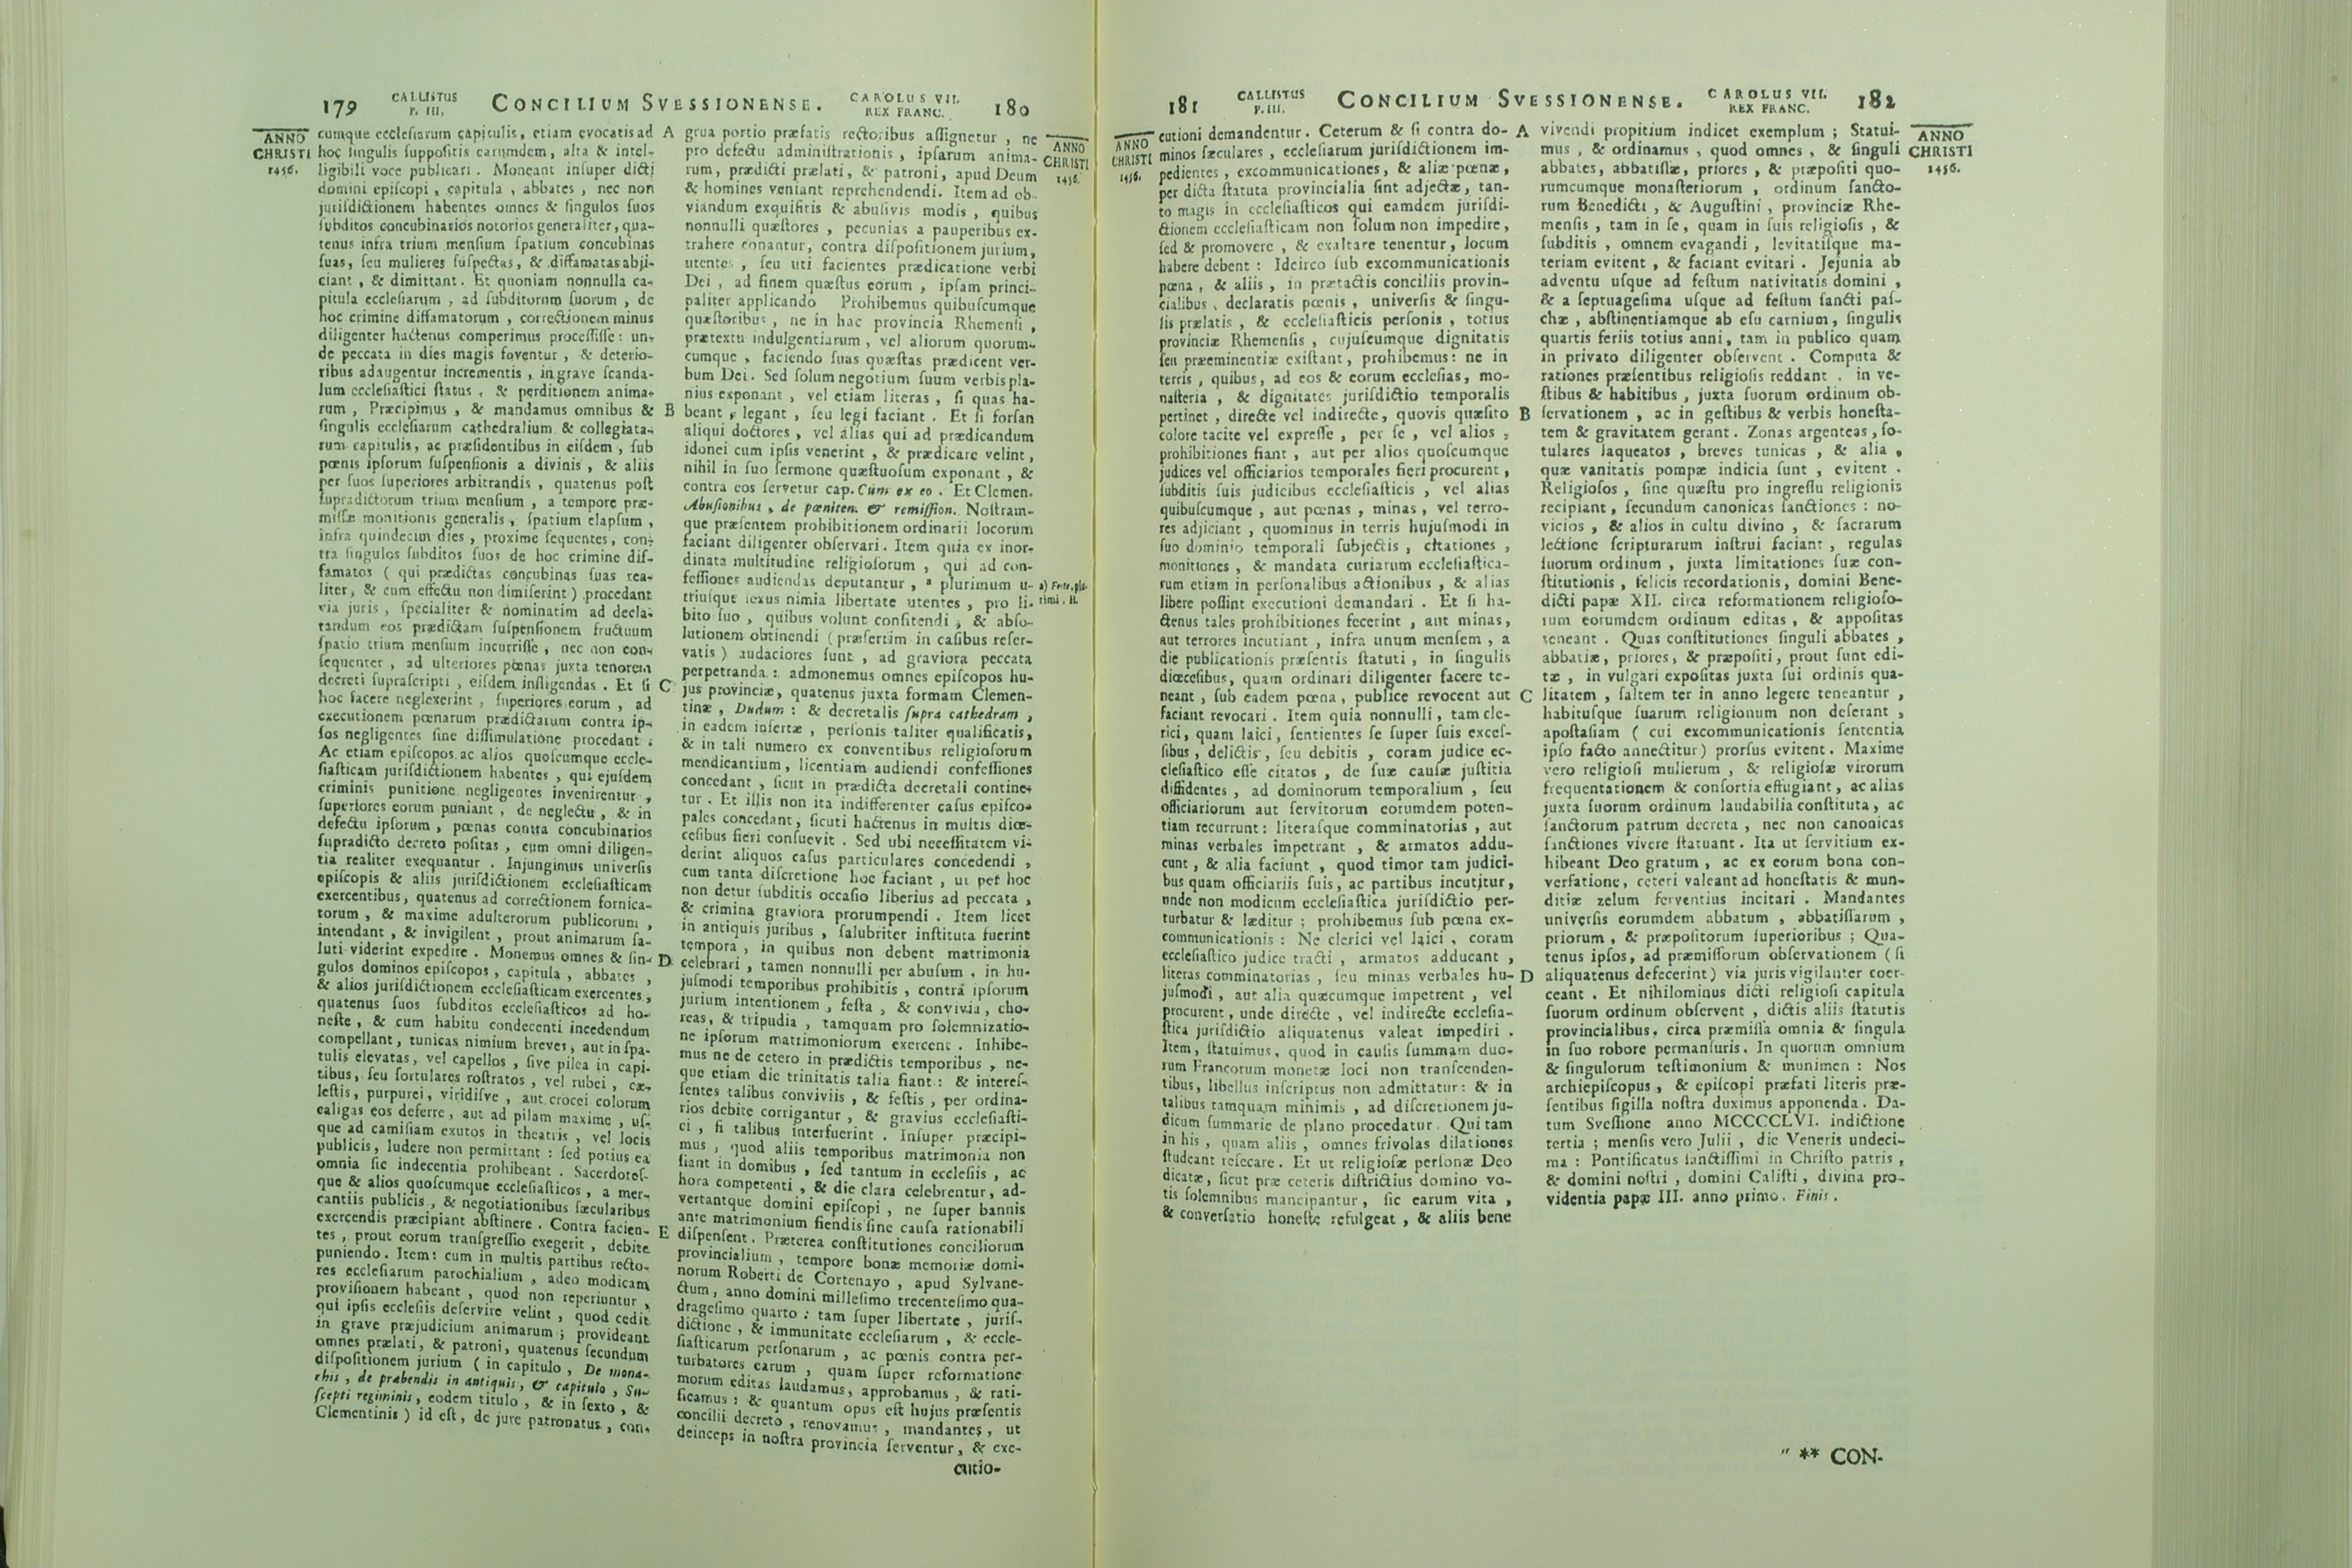 179 CALLISTUS P. III. CONCILIUM SVESSIONENSE. CAROLUS VII. REX FRANC. 180
ANNO
CHRISTI
1456.
cumque ecclesiarum capitulis, etiam evocatis ad
hoc singulis suppositis earumdem, alta & intel-
ligibili voce publicari. Moneant insuper dicti
domini episcopi, capitula, abbates, nec non
jurisdictionem habentes omnes & singulos suos
subditos concubinarios notorios generaliter, qua-
tenus infra trium mensium spatium concubinas
suas, seu mulieres suspectas, & diffamatas abji-
ciant, & dimittant. Et quoniam nonnulla ca-
pitula ecclesiarum, ad subditorum suorum, de
hoc crimine diffamatorum, correctionem minus
diligenter hactenus comperimus processisse: un-
de peccata in dies magis foventur, & deterio-
ribus adaugentur incrementis, in grave scanda-
lum ecclesiastici status, & perditionem anima-
rum, Præcipimus, & mandamus omnibus &
singulis ecclesiarum cathedralium & collegiata-
rum capitulis, ac præsidentibus in eisdem, sub
pœnis ipsorum suspensionis a divinis, & aliis
per suos superiores arbitrandis, quatenus post
supradictorum trium mensium, a tempore præ-
missæ monitionis generalis, spatium elapsum,
infra quindecim dies, proxime sequentes, con-
tra singulos subditos suos de hoc crimine dif-
famatos ( qui prædictas concubinas suas rea-
liter, & cum effectu non dimiserint ) procedant
via juris, specialiter & nominatim ad decla-
randum eos prædictam suspensionem fructuum
spatio trium mensium incurrisse, nec non con-
sequenter, ad ulteriores pœnas juxta tenorem
decreti suprascripti, eisdem infligendas. Et si
hoc facere neglexerint, superiores eorum, ad
executionem pœnarum prædictarum contra ip-
sos negligentes sine dissimulatione procedant.
Ac etiam episcopos ac alios quoscumque eccle-
siasticam jurisdictionem habentes, qui ejusdem
criminis punitione negligentes invenirentur,
superiores eorum puniant, de neglectu, & in
defectu ipsorum, pœnas contra concubinarios
supradicto decreto positas, cum omni diligen-
tia realiter exequantur. Injungimus universis
episcopis & aliis jurisdictionem ecclesiasticam
exercentibus, quatenus ad correctionem fornica-
torum, & maxime adulterorum publicorum,
intendant, & invigilent, prout animarum sa-
luti viderint expedire. Monemus omnes & sin-
gulos dominos episcopos, capitula, abbates,
& alios jurisdictionem ecclesiasticam exercentes,
quatenus suos subditos ecclesiasticos ad ho-
neste, & cum habitu condecenti incedendum
compellant, tunicas nimium breves, aut in spa-
tulis elevatas, vel capellos, sive pilea in capi-
tibus, seu sortulares rostratos, vel rubei, cæ-
lestis, purpurei, viridisve, aut crocei colorum
caligas eos deferre, aut ad pilam maxime, us-
que ad camisiam exutos in theatris, vel locis
publicis, ludere non permittant: sed potius ea
omnia sic indecentia prohibeant. Sacerdotes-
que & alios quoscumque ecclesiasticos, a mer-
cantiis publicis, & negotiationibus sæcularibus
exercendis præcipiant abstinere. Contra facien-
tes, prout eorum transgressio exegerit, debite
puniendo. Item: cum in multis partibus recto-
res ecclesiarum parochialium, adeo modicam
provisionem habeant, quod non reperiuntur,
qui ipsis ecclesiis deservire velint, quod cedit
in grave præjudicium animarum; provideant
omnes prælati, & patroni, quatenus secundum
dispositionem jurium ( in capitulo, De mona-
chis, de præbendis in antiquis, & capitulo, Su-
scepti regiminis, eodem titulo, & in sexto, &
Clementinis ) id est, de jure patronatus, con-
A
B
C
D
E
grua portio præfatis rectoribus assignetur, ne
pro defectu administrationis, ipsarum anima-
rum, prædicti prælati, & patroni, apud Deum
& homines veniant reprehendendi. Item ad ob-
viandum exquisitis & abusivis modis, quibus
nonnulli quæstores, pecunias a pauperibus ex-
trahere conantur, contra dispositionem jurium,
utentes, seu uti facientes prædicatione verbi
Dei, ad finem quæstus eorum, ipsam princi-
paliter applicando Prohibemus quibuscumque
quæstoribus, ne in hac provincia Rhemensi,
prætextu indulgentiarum, vel aliorum quorum-
cumque, faciendo suas quæstas prædicent ver-
bum Dei. Sed solum negotium suum verbis pla-
nius exponant, vel etiam literas, si quas ha-
beant, legant, seu legi faciant. Et si forsan
aliqui doctores, vel alias qui ad prædicandum
idonei cum ipsis venerint, & prædicare velint,
nihil in suo sermone quæstuosum exponant, &
contra eos servetur cap. Cum ex eo. Et Clemen.
Abusionibus, de pœniten. & remission. Nostram-
que præsentem prohibitionem ordinarii locorum
faciant diligenter observari. Item quia ex inor-
dinata multitudine religiosorum, qui ad con-
fessiones audiendas deputantur, a plurimum u-
triusque sexus nimia libertate utentes, pro li-
bito suo, quibus volunt confitendi, & abso-
lutionem obtinendi (præsertim in casibus reser-
vatis) audaciores sunt, ad graviora peccata
perpetranda: admonemus omnes episcopos hu-
jus provinciæ, quatenus juxta formam Clemen-
tinæ, Dudum: & decretalis supra cathedram,
in eadem insertæ, personis taliter qualificatis,
& in tali numero ex conventibus religiosorum
mendicantium, licentiam audiendi confessiones
concedant, sicut in prædicta decretali contine-
tur. Et illis non ita indifferenter casus episco-
pales concedant, sicuti hactenus in multis diœ-
cesibus fieri consuevit. Sed ubi necessitatem vi-
derint aliquos casus particulares concedendi,
cum tanta discretione hoc faciant, ut per hoc
non detur subditis occasio liberius ad peccata,
& crimina graviora prorumpendi. Item licet
in antiquis juribus, salubriter instituta fuerint
tempora, in quibus non debent matrimonia
celebrari, tamen nonnulli per abusum, in hu-
jusmodi temporibus prohibitis, contra ipsorum
jurium intentionem, festa, & convivia, cho-
reas, & tripudia, tamquam pro solemnizatio-
ne ipsorum matrimoniorum exercent. Inhibe-
mus ne de cetero in prædictis temporibus, ne-
que etiam die trinitatis talia fiant: & interes-
sentes talibus conviviis, & festis, per ordina-
rios debite corrigantur, & gravius ecclesiasti-
ci, si talibus interfuerint. Insuper præcipi-
mus, quod aliis temporibus matrimonia non
fiant in domibus, sed tantum in ecclesiis, ac
hora competenti, & die clara celebrentur, ad-
vertantque domini episcopi, ne super bannis
ante matrimonium fiendis sine causa rationabili
dispensent. Præterea constitutiones conciliorum
provincialium, tempore bonæ memoriæ domi-
norum Roberti de Cortenayo, apud Sylvane-
ctum, anno domini millesimo trecentesimo qua-
dragesimo quarto: tam super libertate, juris-
dictione, & immunitate ecclesiarum, & eccle-
siasticarum personarum, ac pœnis contra per-
turbatores earum, quam super reformatione
morum editas laudamus, approbamus, & rati-
ficamus: & quantum opus est hujus præsentis
concilii decreto, renovamus, mandantes, ut
deinceps in nostra provincia serventur, & exe-
cutio-
ANNO
CHRISTI
1456.
a) Forte, plu-
rimi. H.
181 CALLISTUS P. III. CONCILIUM SVESSIONENSE. CAROLUS VII. REX FRANC. 182
ANNO
CHRISTI
1456.
cutioni demandentur. Ceterum & si contra do-
minos sæculares, ecclesiarum jurisdictionem im-
pedientes, excommunicationes, & aliæ pœnæ,
per dicta statuta provincialia sint adjectæ, tan-
to magis in ecclesiasticos qui eamdem jurisdi-
ctionem ecclesiasticam non solum non impedire,
sed & promovere, & exaltare tenentur, locum
habere debent: Idcirco sub excommunicationis
pœna, & aliis, in prætactis conciliis provin-
cialibus declaratis pœnis, universis & singu-
lis prælatis, & ecclesiasticis personis, totius
provinciæ Rhemensis, cujuscumque dignitatis
seu præeminentiæ existant, prohibemus: ne in
terris, quibus, ad eos & eorum ecclesias, mo-
nasteria, & dignitates jurisdictio temporalis
pertinet, directe vel indirecte, quovis quæsito
colore tacite vel expresse, per se, vel alios,
prohibitiones fiant, aut per alios quoscumque
judices vel officiarios temporales fieri procurent,
subditis suis judicibus ecclesiasticis, vel alias
quibuscumque, aut pœnas, minas, vel terro-
res adjiciant, quominus in terris hujusmodi in
suo dominio temporali subjectis, citationes,
monitiones, & mandata curiarum ecclesiastica-
rum etiam in personalibus actionibus, & alias
libere possint executioni demandari. Et si ha-
ctenus tales prohibitiones fecerint, aut minas,
aut terrores incutiant, infra unum mensem, a
die publicationis præsentis statuti, in singulis
diœcesibus, quam ordinari diligenter facere te-
neant, sub eadem pœna, publice revocent aut
faciant revocari. Item quia nonnulli, tam cle-
rici, quam laici, sentientes se super suis exces-
sibus, delictis, seu debitis, coram judice ec-
clesiastico esse citatos, de suæ causæ justitia
diffidentes, ad dominorum temporalium, seu
officiariorum aut servitorum eorumdem poten-
tiam recurrunt: literasque comminatorias, aut
minas verbales impetrant, & armatos addu-
cunt, & alia faciunt, quod timor tam judici-
bus quam officiariis suis, ac partibus incutitur,
unde non modicum ecclesiastica jurisdictio per-
turbatur & læditur; prohibemus sub pœna ex-
communicationis: Ne clerici vel laici, coram
ecclesiastico judice tracti, armatos adducant,
literas comminatorias, seu minas verbales hu-
jusmodi, aut alia quæcumque impetrent, vel
procurent, unde directe, vel indirecte ecclesia-
stica jurisdictio aliquatenus valeat impediri.
Item, statuimus, quod in causis summam duo-
rum Francorum monetæ loci non transcenden-
tibus, libellus inscriptus non admittatur: & in
talibus tamquam minimis, ad discretionem ju-
dicum summarie de plano procedatur. Qui tam
in his, quam aliis, omnes frivolas dilationes
studeant resecare. Et ut religiosæ personæ Deo
dicatæ, sicut præ ceteris districtius domino vo-
tis solemnibus mancipantur, sic earum vita,
& conversatio honeste refulgeat, & aliis bene
A
B
C
D
vivendi propitium indicet exemplum; Statui-
mus, & ordinamus, quod omnes, & singuli
abbates, abbatissæ, priores, & præpositi quo-
rumcumque monasteriorum, ordinum sancto-
rum Benedicti, & Augustini, provinciæ Rhe-
mensis, tam in se, quam in suis religiosis, &
subditis, omnem evagandi, levitatisque ma-
teriam evitent, & faciant evitari. Jejunia ab
adventu usque ad festum nativitatis domini,
& a septuagesima usque ad festum sancti pas-
chæ, abstinentiamque ab esu carnium, singulis
quartis feriis totius anni, tam in publico quam
in privato diligenter observent. Computa &
rationes præsentibus religiosis reddant. in ve-
stibus & habitibus, juxta suorum ordinum ob-
servationem, ac in gestibus & verbis honesta-
tem & gravitatem gerant. Zonas argenteas, so-
tulares laqueatos, breves tunicas, & alia,
quæ vanitatis pompæ indicia sunt, evitent.
Religiosos, sine quæstu pro ingressu religionis
recipiant, secundum canonicas sanctiones: no-
vicios, & alios in cultu divino, & sacrarum
lectione scripturarum instrui faciant, regulas
suorum ordinum, juxta limitationes suæ con-
stitutionis, felicis recordationis, domini Bene-
dicti papæ XII. circa reformationem religioso-
rum eorumdem ordinum editas, & appositas
teneant. Quas constitutiones singuli abbates,
abbatiæ, priores, & præpositi, prout sunt edi-
tæ, in vulgari expositas juxta sui ordinis qua-
litatem, saltem ter in anno legere teneantur,
habitusque suarum religionum non deferant,
apostasiam ( cui excommunicationis sententia
ipso facto annectitur) prorsus evitent. Maxime
vero religiosi mulierum, & religiosæ virorum
frequentationem & consortia effugiant, ac alias
juxta suorum ordinum laudabilia constituta, ac
sanctorum patrum decreta, nec non canonicas
sanctiones vivere statuant. Ita ut servitium ex-
hibeant Deo gratum, ac ex eorum bona con-
versatione, ceteri valeant ad honestatis & mun-
ditiæ zelum ferventius incitari. Mandantes
universis eorumdem abbatum, abbatissarum,
priorum, & præpositorum superioribus; Qua-
tenus ipsos, ad præmissorum observationem (si
aliquatenus defecerint) via juris vigilanter coer-
ceant. Et nihilominus dicti religiosi capitula
suorum ordinum observent, dictis aliis statutis
provincialibus, circa præmissa omnia & singula
in suo robore permansuris. In quorum omnium
& singulorum testimonium & munimen: Nos
archiepiscopus, & episcopi præfati literis præ-
sentibus sigilla nostra duximus apponenda. Da-
tum Svessione anno MCCCCLVI. indictione
tertia; mensis vero Julii, die Veneris undeci-
ma: Pontificatus sanctissimi in Christo patris,
& domini nostri, domini Calisti, divina pro-
videntia papæ III. anno primo. Finis.
ANNO
CHRISTI
1456.
" ** CON-